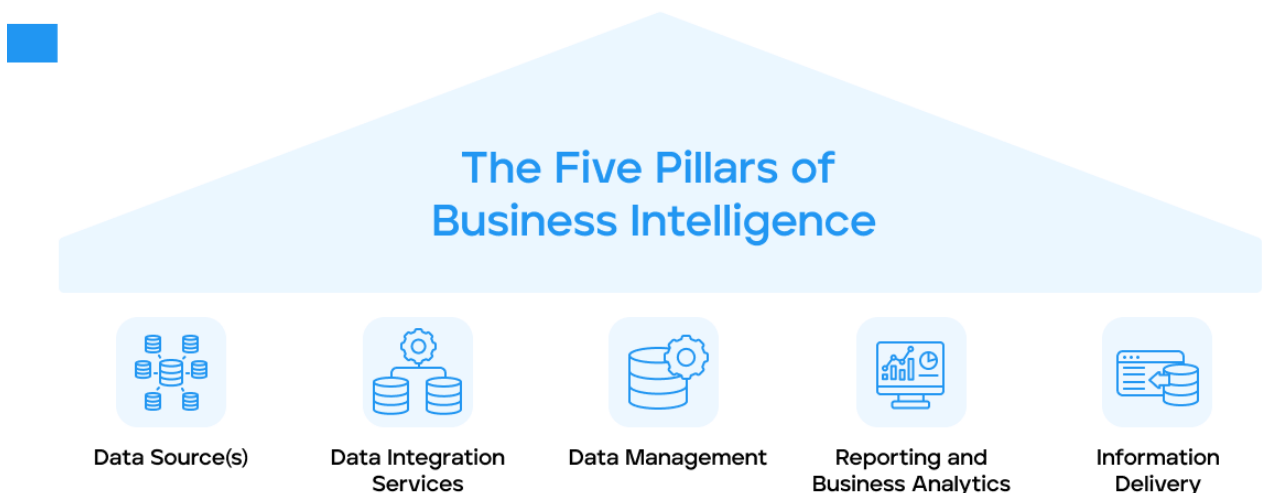 The Five Pillars of
Business Intelligence
Data Source(s)
Data Integration
Services
Data Management
Reporting and
Business Analytics
Information
Delivery